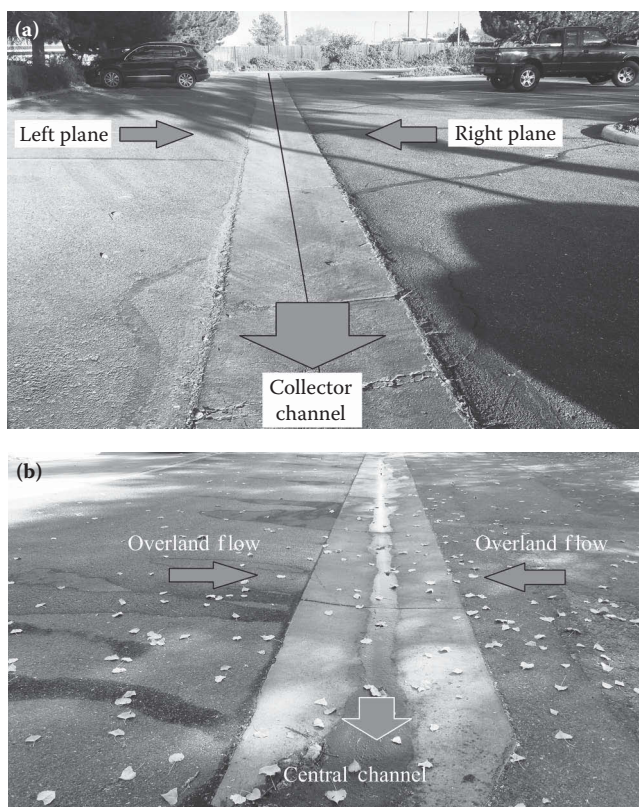 (a)
Left plane
Right plane
Collector
channel
(b)
Overland flow
Overland flow
Central channel